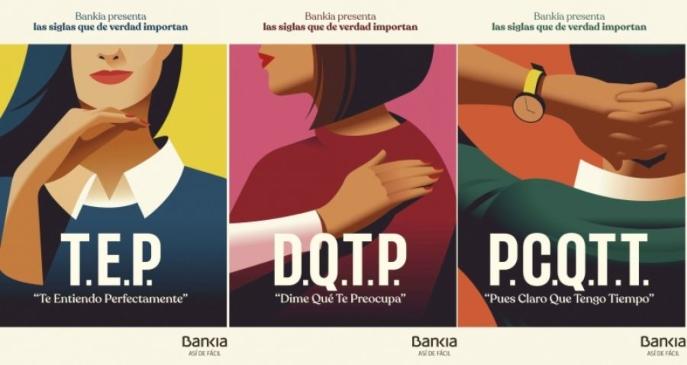 Bankia presenta
las siglas que de verdad importan
T.E.P.
“Te Entiendo Perfectamente”
Bankia
ASÍ DE FÁCIL
Bankia presenta
las siglas que de verdad importan
D.Q.T.P.
“Dime Qué Te Preocupa”
Bankia
ASÍ DE FÁCIL
Bankia presenta
las siglas que de verdad importan
P.C.Q.T.T.
“Pues Claro Que Tengo Tiempo”
Bankia
ASÍ DE FÁCIL